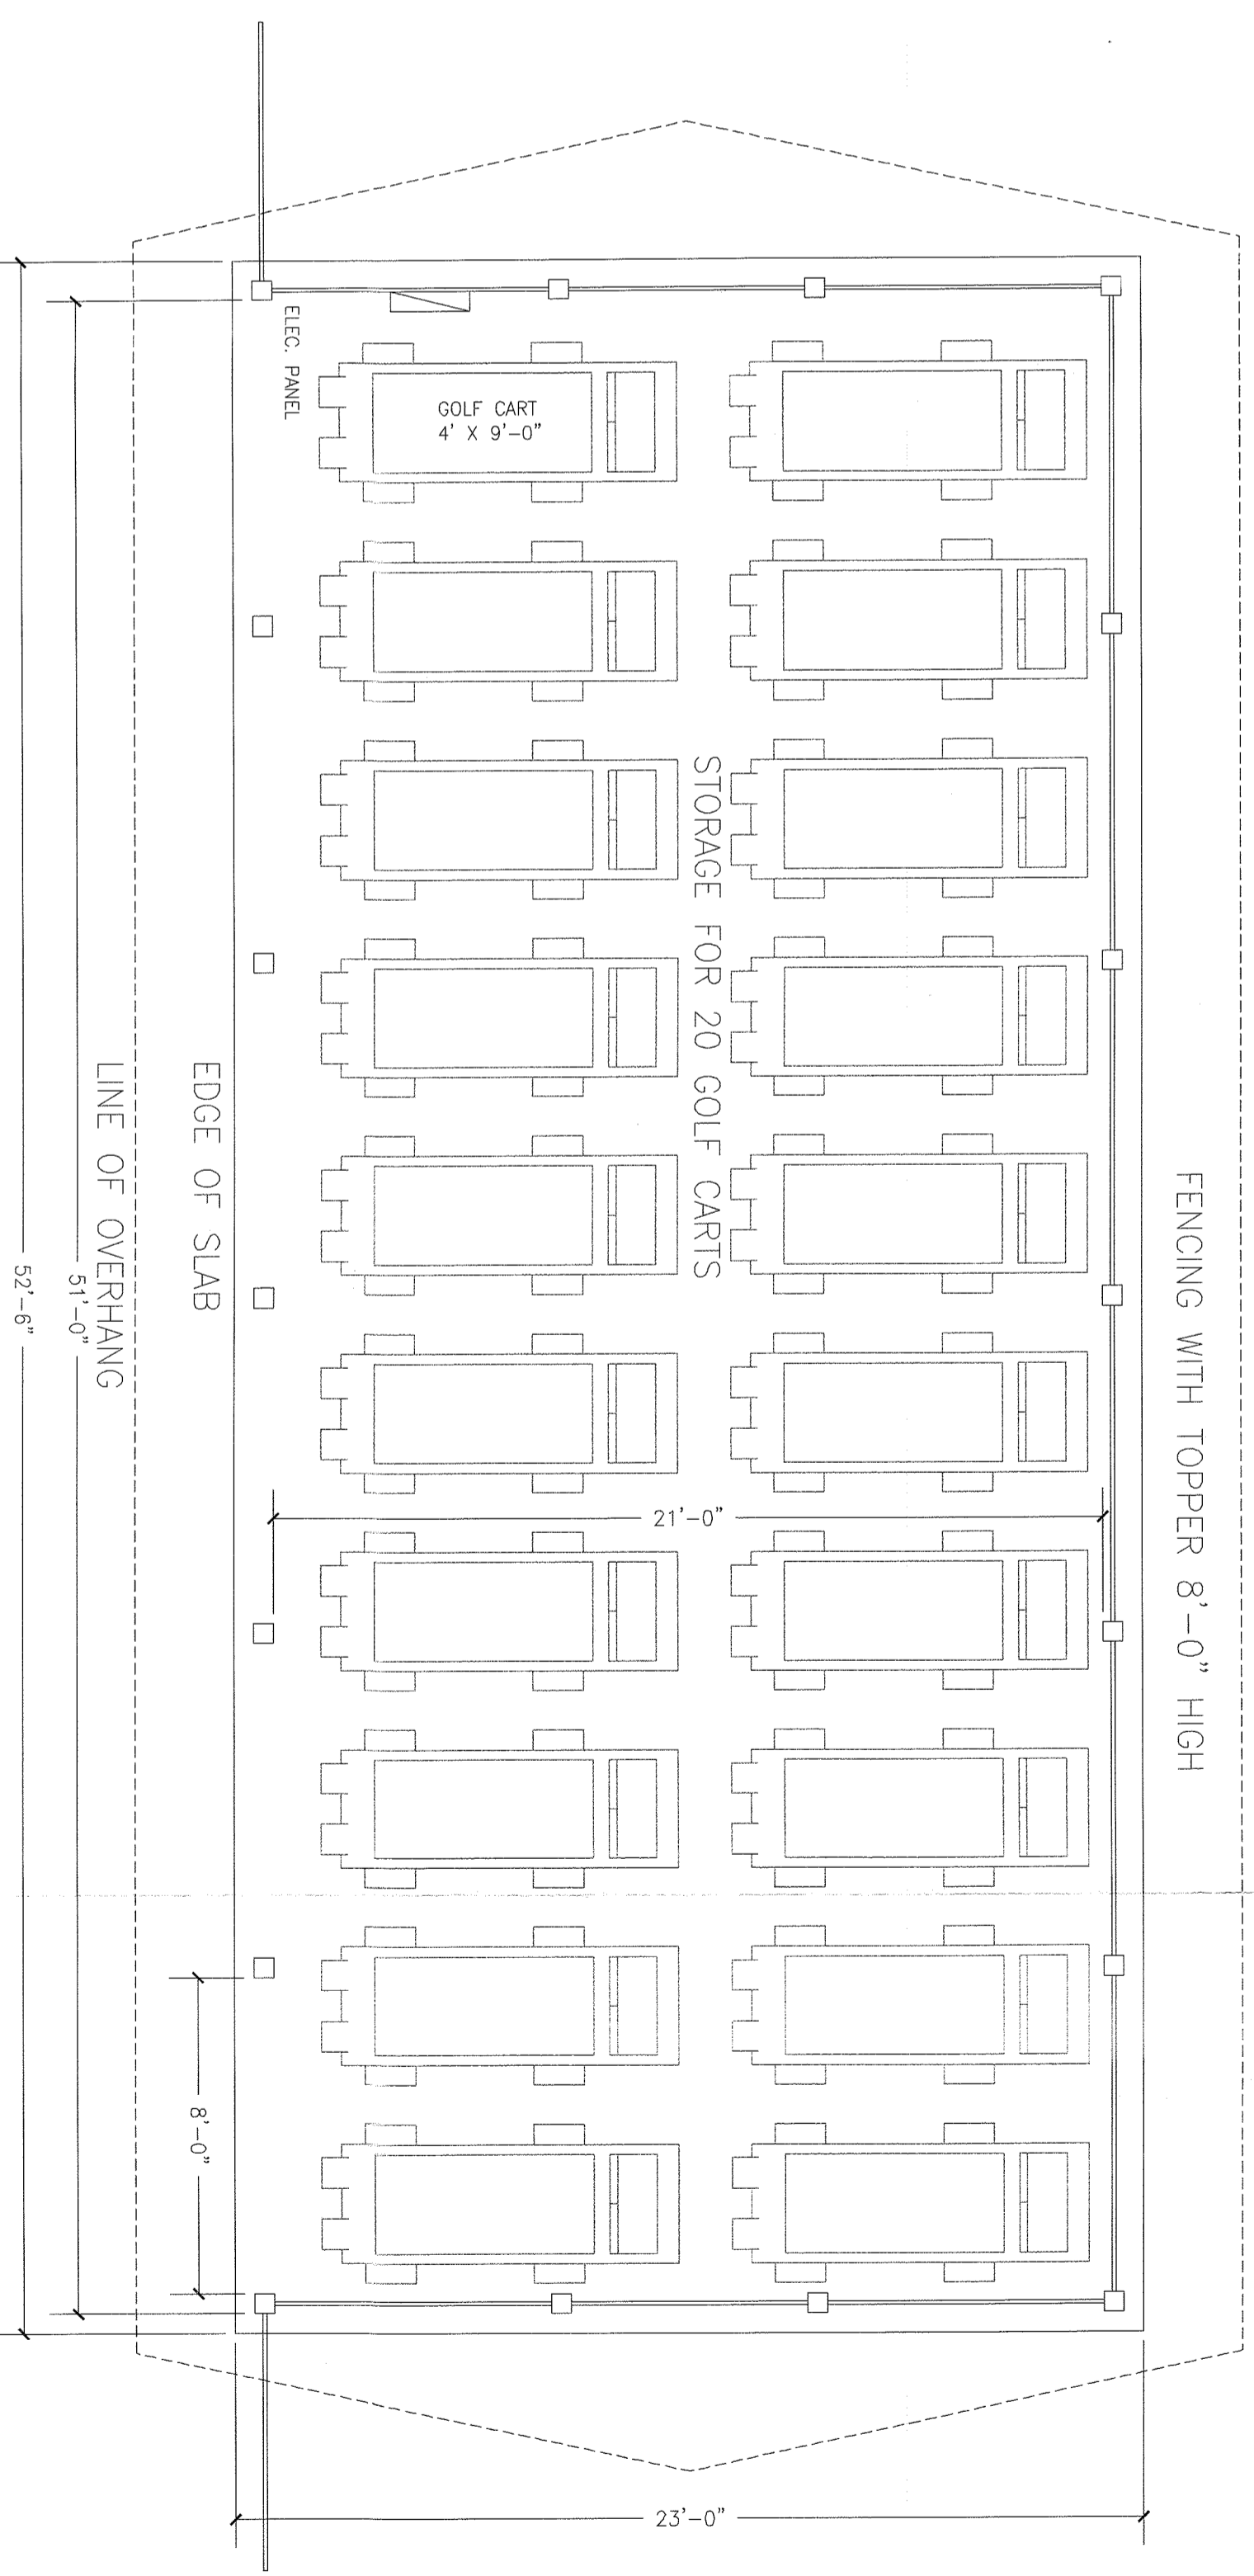 FENCING WITH TOPPER 8'-0" HIGH
ELEC. PANEL
GOLF CART
4' X 9'-0"
STORAGE FOR 20 GOLF CARTS
21'-0"
EDGE OF SLAB
8'-0"
LINE OF OVERHANG
51'-0"
52'-6"
23'-0"